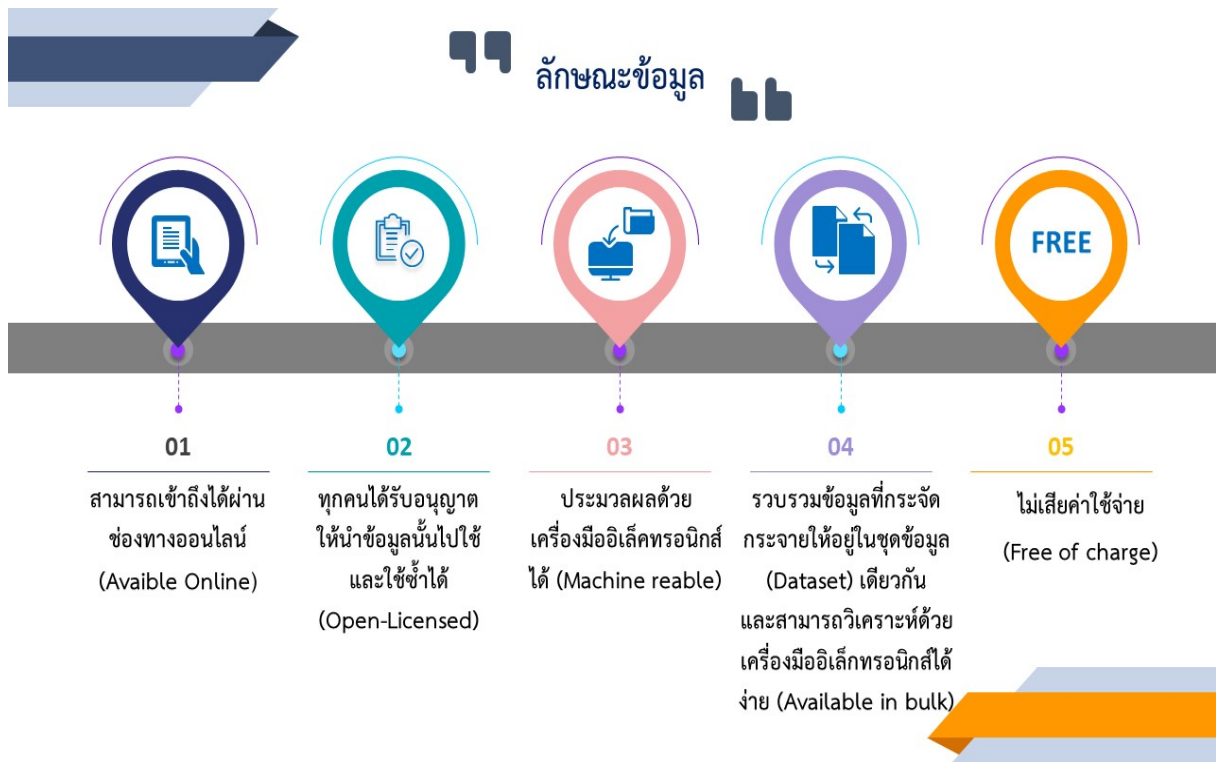 ลักษณะข้อมูล
FREE
01
สามารถเข้าถึงได้ผ่าน
ช่องทางออนไลน์
(Avaible Online)
02
ทุกคนได้รับอนุญาต
ให้นำข้อมูลนั้นไปใช้
และใช้ซ้ำได้
(Open-Licensed)
03
ประมวลผลด้วย
เครื่องมืออิเล็คทรอนิกส์
ได้ (Machine reable)
04
รวบรวมข้อมูลที่กระจัด
กระจายให้อยู่ในชุดข้อมูล
(Dataset) เดียวกัน
และสามารถวิเคราะห์ด้วย
เครื่องมืออิเล็กทรอนิกส์ได้
ง่าย (Available in bulk)
05
ไม่เสียค่าใช้จ่าย
(Free of charge)